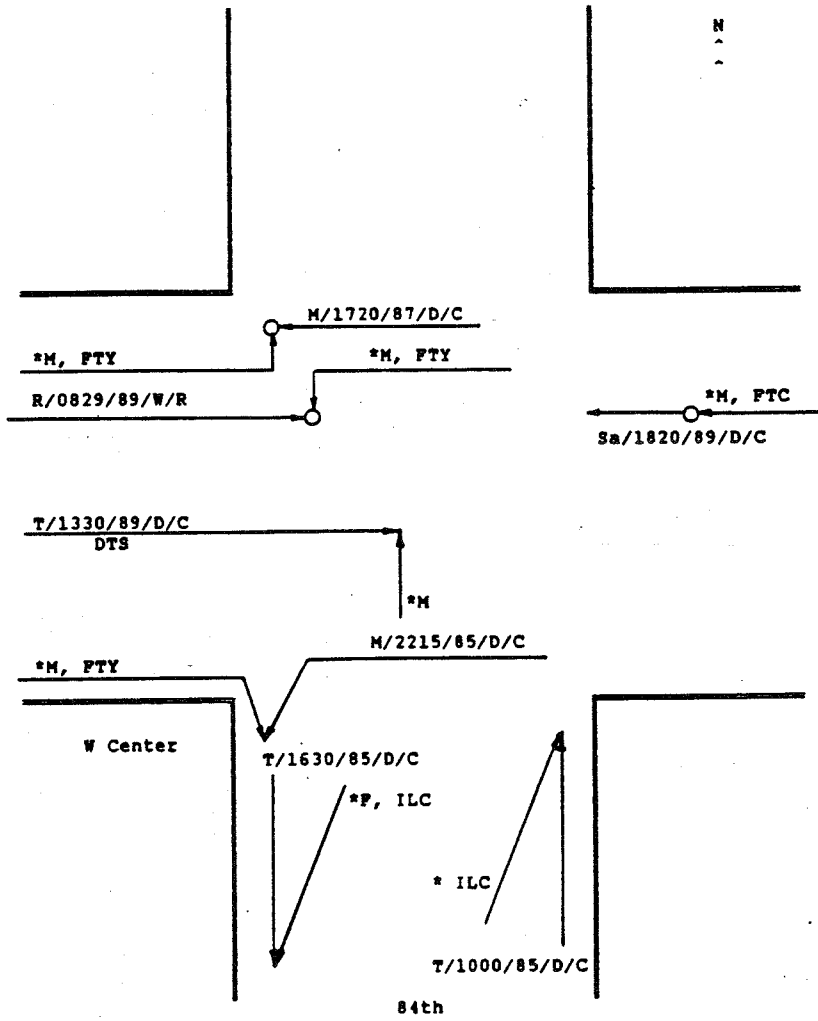 N
^
^
M/1720/87/D/C
*M, FTY
*M, FTY
R/0829/89/W/R
*M, FTC
Sa/1820/89/D/C
T/1330/89/D/C
DTS
*M
M/2215/85/D/C
*M, FTY
W Center
T/1630/85/D/C
*F, ILC
* ILC
T/1000/85/D/C
84th